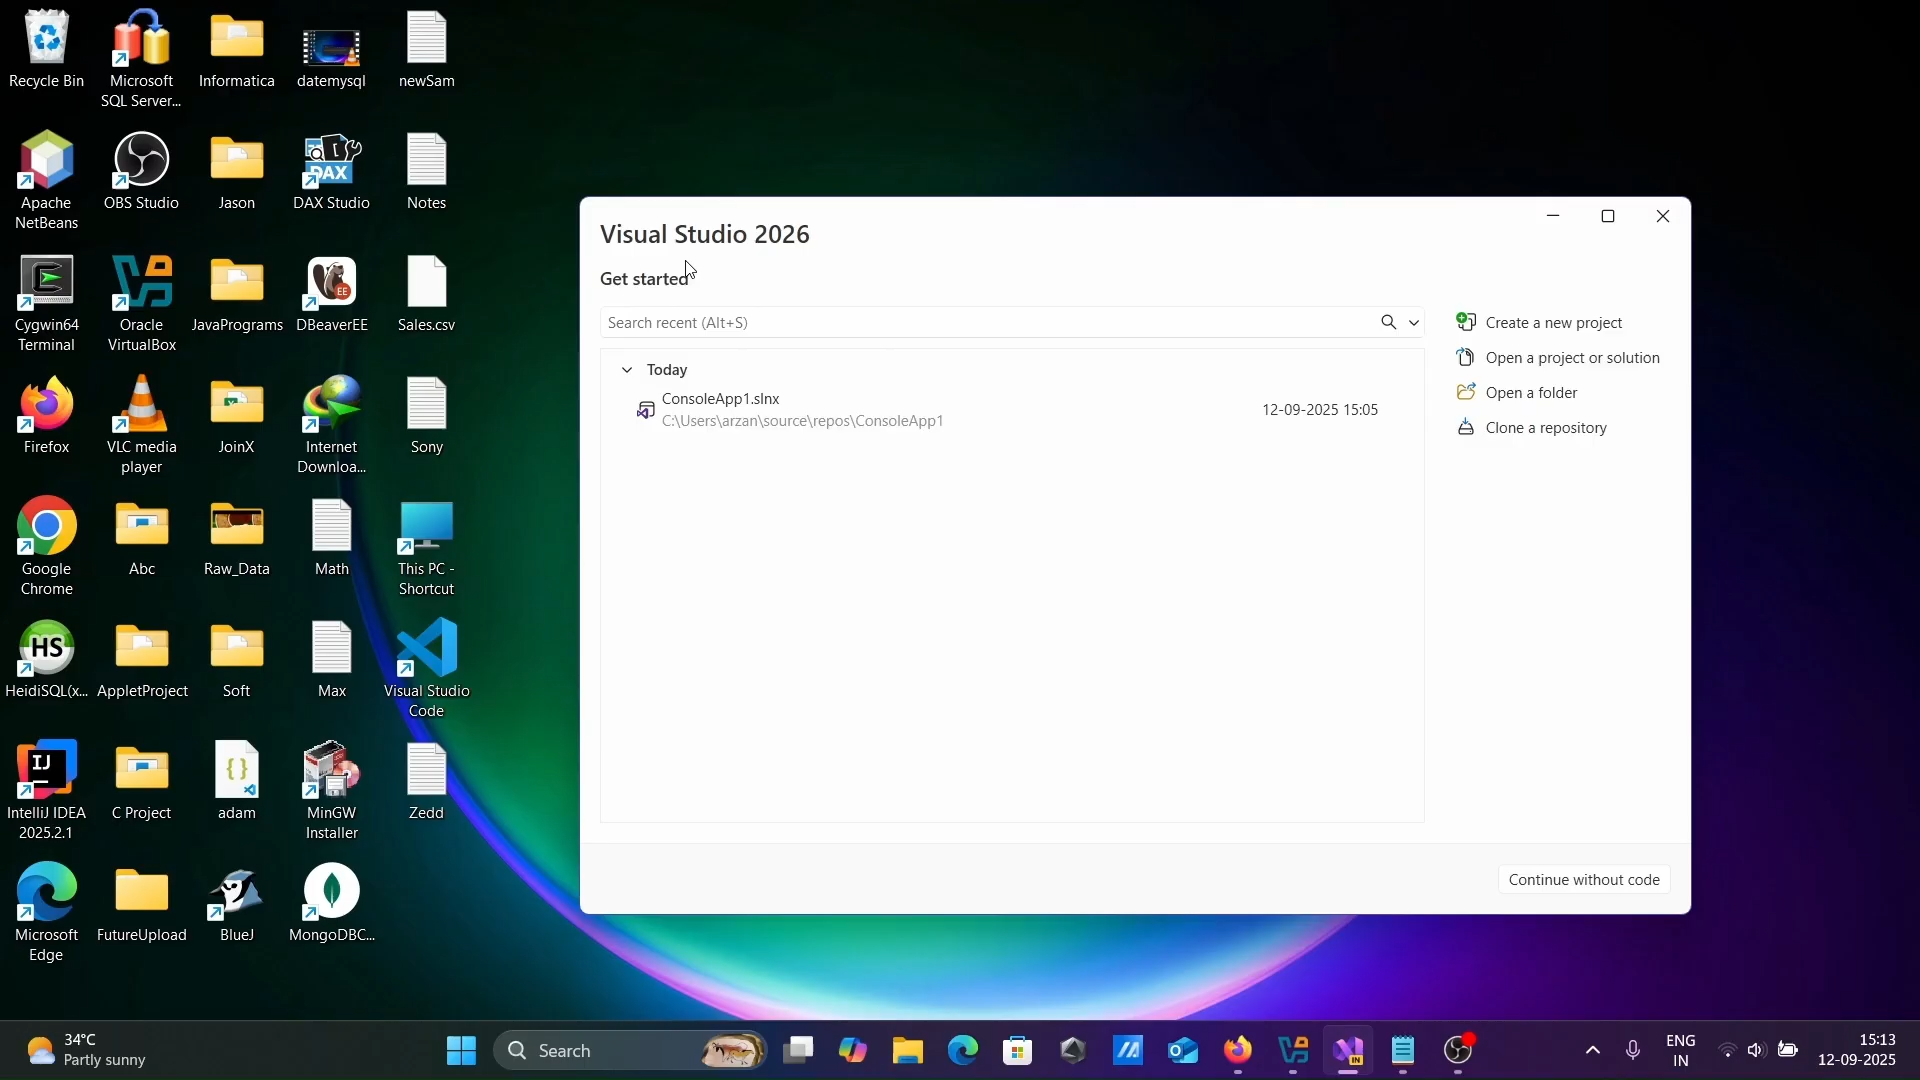 Recycle Bin
Microsoft
SQL Server...
Informatica
datemysql
newSam
Apache
NetBeans
OBS Studio
Jason
DAX
DAX Studio
Notes
Cygwin64
Terminal
Oracle
VirtualBox
JavaPrograms
EE
DBeaverEE
Sales.csv
Firefox
VLC media
player
JoinX
Internet
Downloa...
Sony
Google
Chrome
Abc
Raw_Data
Math
This PC -
Shortcut
HS
HeidiSQL(x...
AppletProject
Soft
Max
Visual Studio
Code
IJ
IntelliJ IDEA
2025.2.1
C Project
{ }
adam
MinGW
Installer
Zedd
Microsoft
Edge
FutureUpload
BlueJ
MongoDBC...
Visual Studio 2026
Get started
Search recent (Alt+S)
Today
ConsoleApp1.slnx
C:\Users\arzan\source\repos\ConsoleApp1
12-09-2025 15:05
Create a new project
Open a project or solution
Open a folder
Clone a repository
Continue without code
34°C
Partly sunny
Search
IN
ENG
IN
15:13
12-09-2025